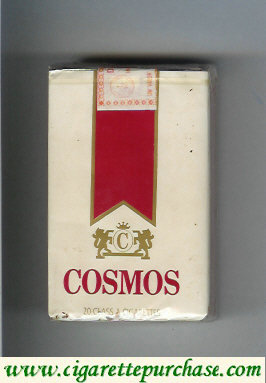 C
COSMOS
20 CLASS A CIGARETTES
www.cigarettepurchase.com